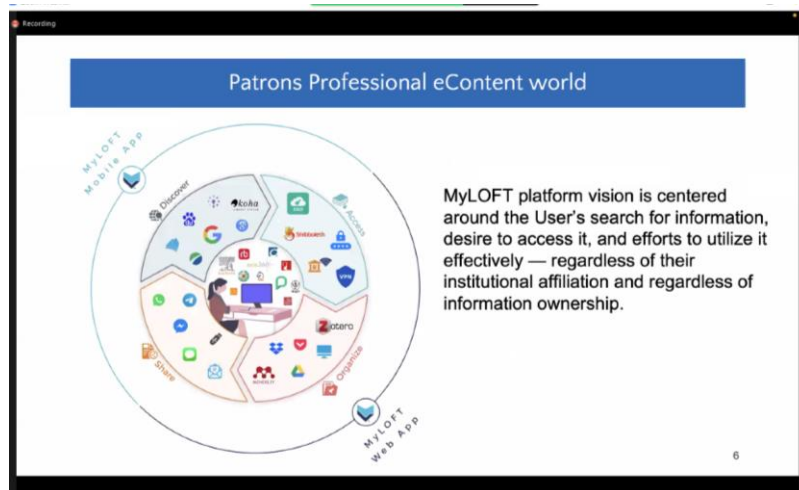 Recording
Patrons Professional eContent world
MyLOFT
Mobile App
Discover
koha
Access
Shibboleth
VPN
MyLOFT platform vision is centered
around the User's search for information,
desire to access it, and efforts to utilize it
effectively — regardless of their
institutional affiliation and regardless of
information ownership.
Zotero
Share
Organize
MENDELEY
MyLOFT
Web App
6